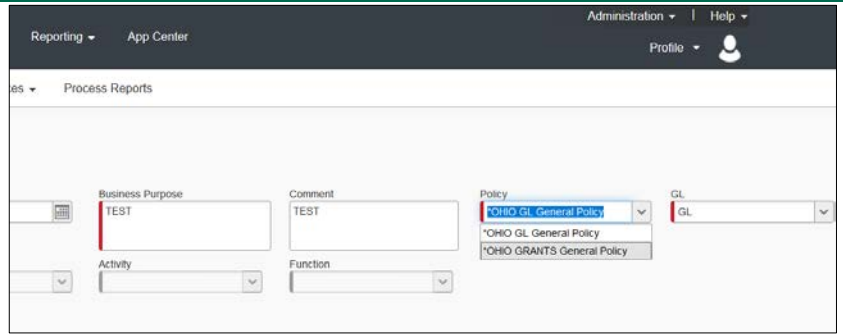 Administration | Help
Reporting App Center
Profile
Process Reports
Business Purpose Comment Policy GL
TEST TEST *OHIO GL General Policy GL
*OHIO GL General Policy
*OHIO GRANTS General Policy
Activity Function